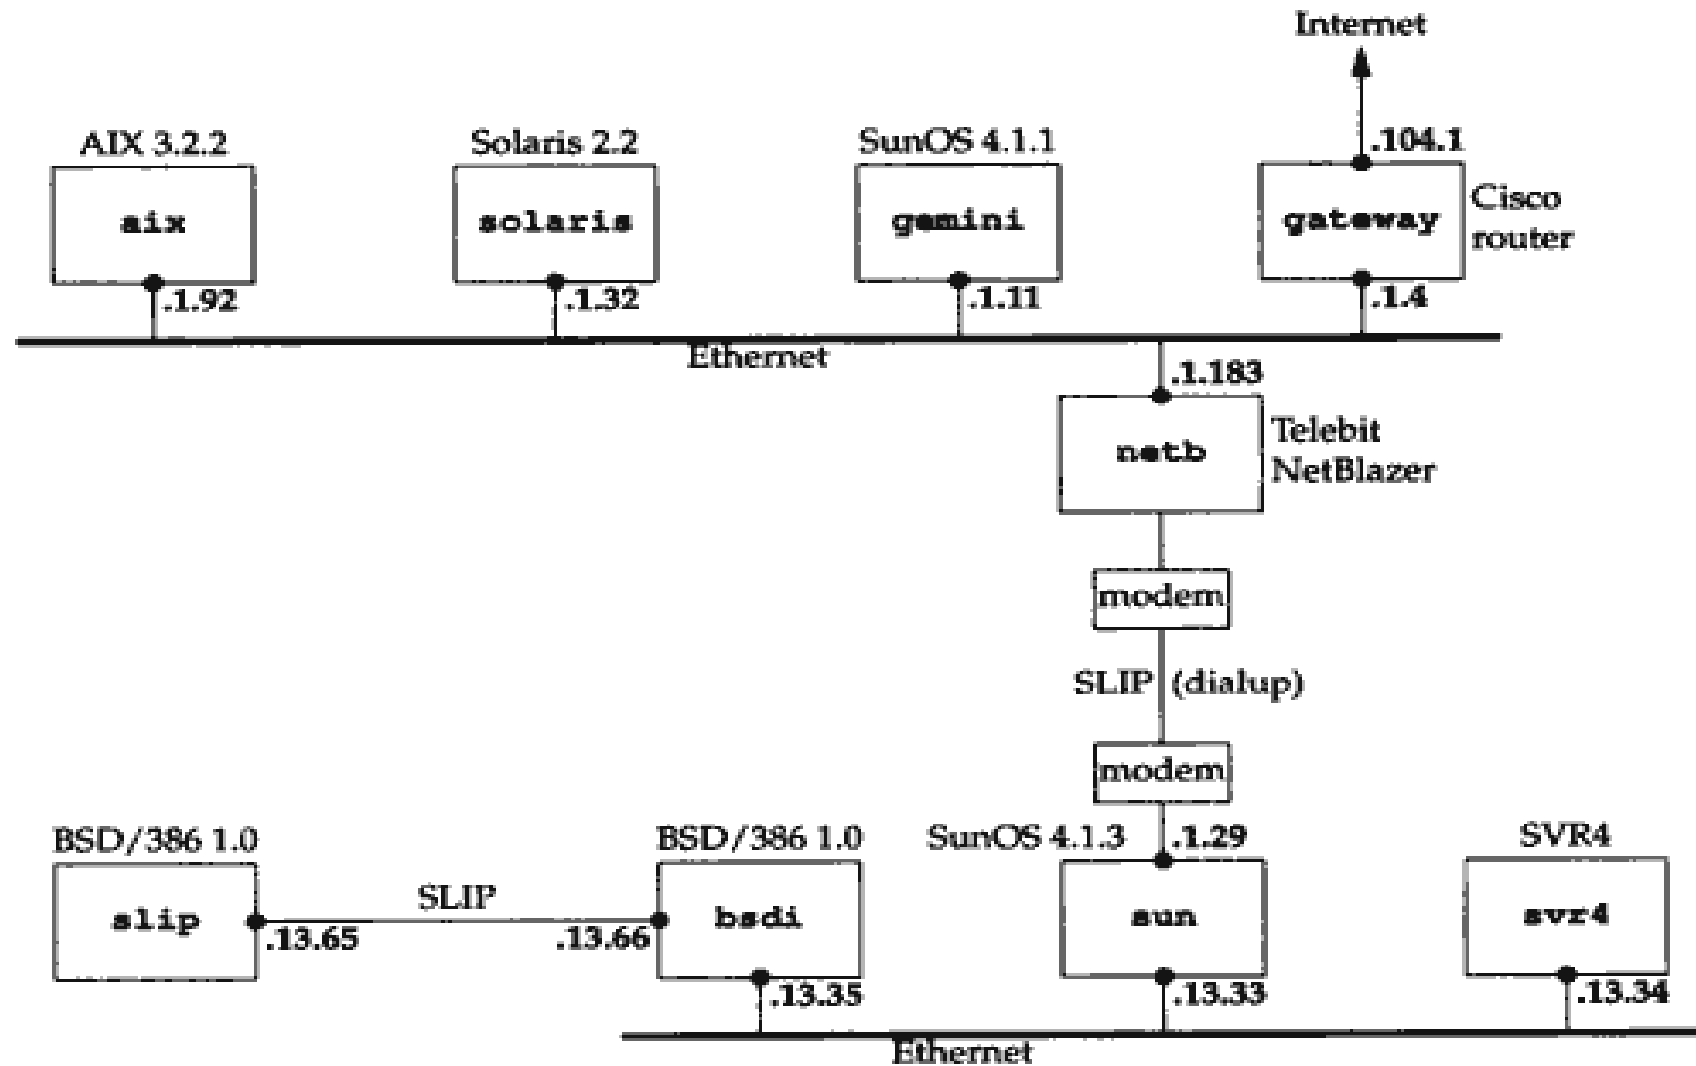 Internet
.104.1
AIX 3.2.2
Solaris 2.2
SunOS 4.1.1
aix
solaris
gemini
gateway
Cisco
router
.1.92
.1.32
.1.11
.1.4
Ethernet
.1.183
netb
Telebit
NetBlazer
modem
SLIP (dialup)
modem
BSD/386 1.0
BSD/386 1.0
SunOS 4.1.3
.1.29
SVR4
slip
SLIP
bsdi
sun
svr4
.13.65
.13.66
.13.35
.13.33
.13.34
Ethernet